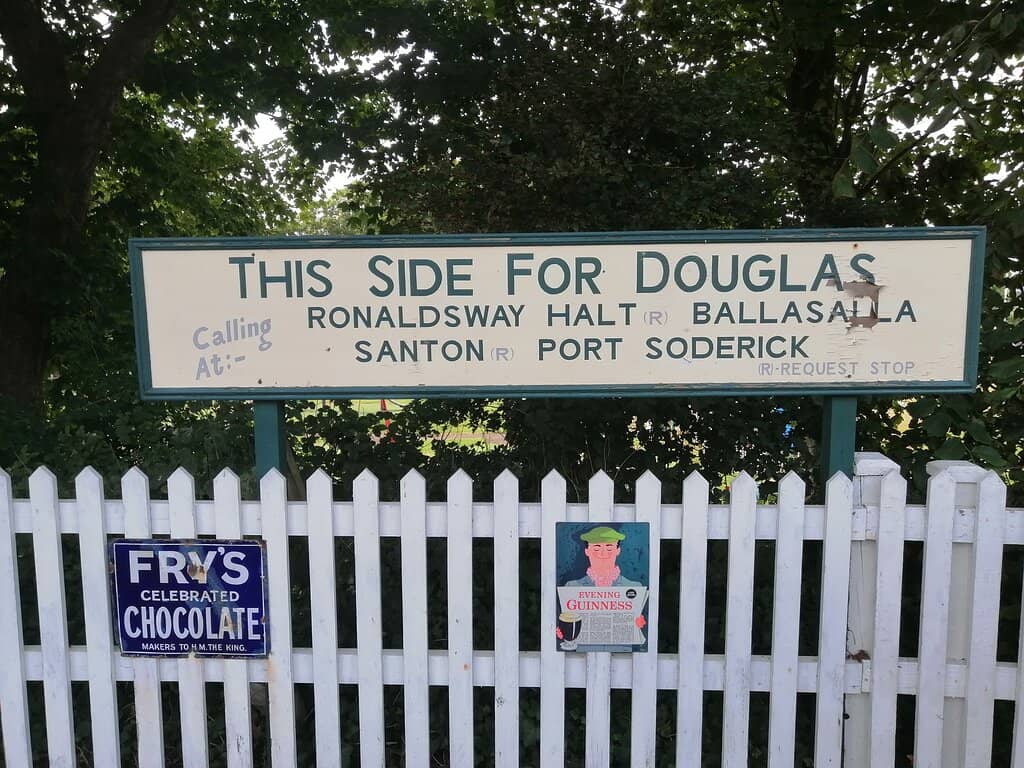 THIS SIDE FOR DOUGLAS
Calling
At:-
RONALDSWAY HALT (R) BALLASALLA
SANTON (R) PORT SODERICK
(R)-REQUEST STOP
FRY'S
CELEBRATED
CHOCOLATE
MAKERS TO H.M. THE KING.
EVENING
GUINNESS